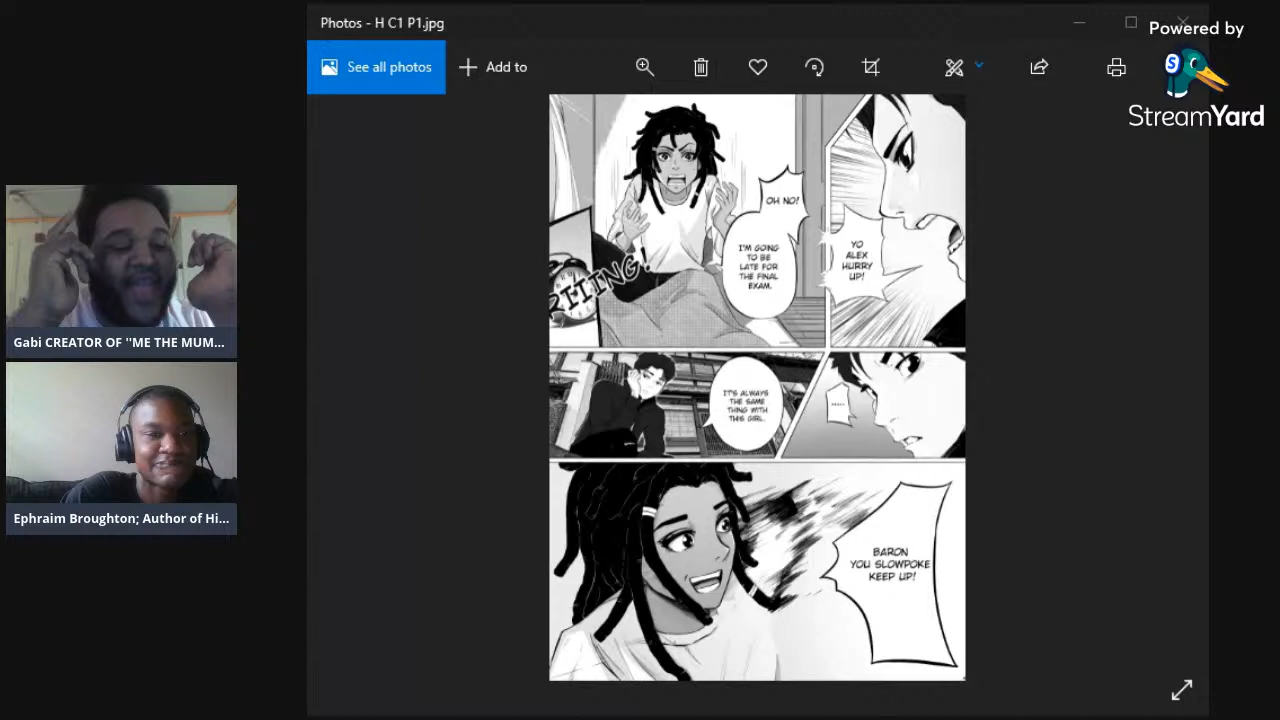 Photos - H C1 P1.jpg
Powered by
StreamYard
See all photos
Add to
OH NO!
I'M GOING
TO BE
LATE FOR
THE FINAL
EXAM.
RIIING!
YO
ALEX
HURRY
UP!
IT'S ALWAYS
THE SAME
THING WITH
THIS GIRL.
.....
BARON
YOU SLOWPOKE
KEEP UP!
Gabi CREATOR OF "ME THE MUM...
Ephraim Broughton; Author of Hi...